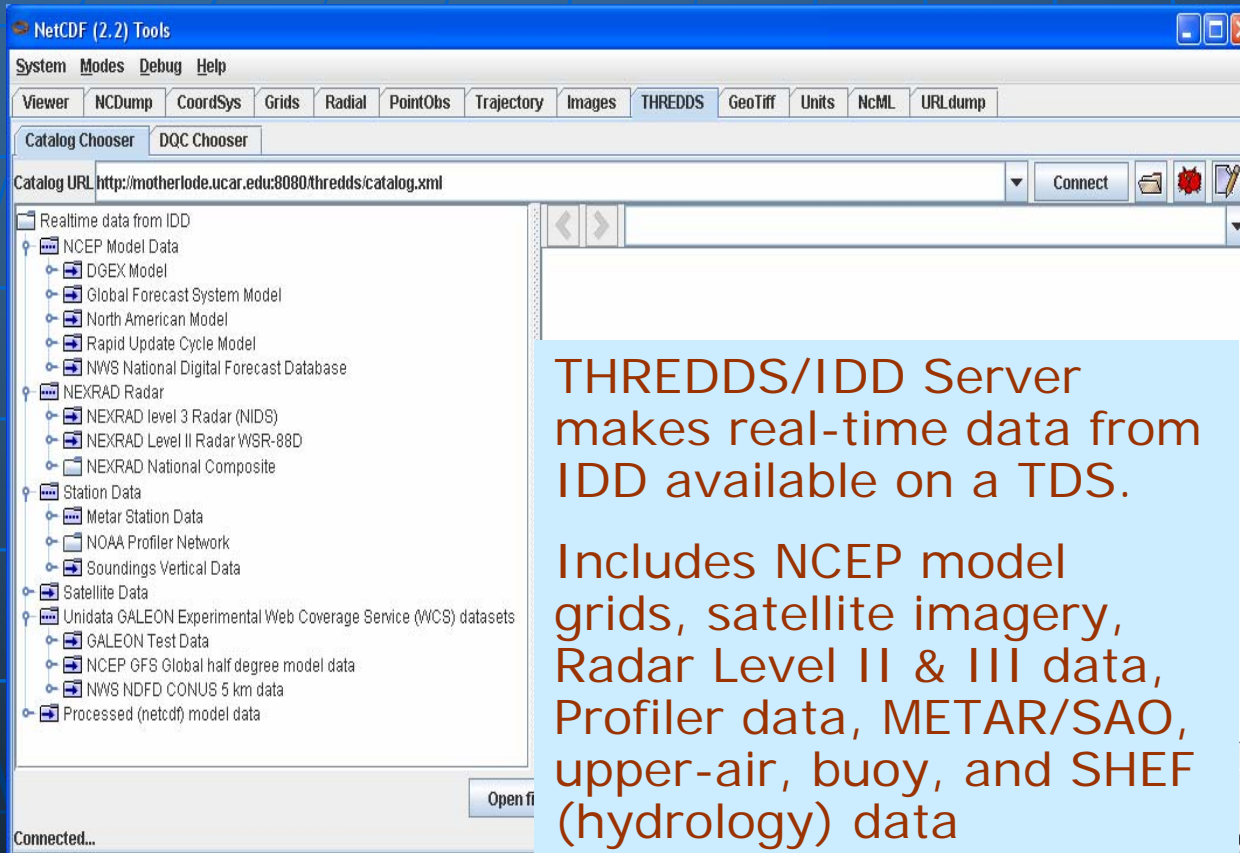 NetCDF (2.2) Tools
System Modes Debug Help
Viewer NCDump CoordSys Grids Radial PointObs Trajectory Images THREDDS GeoTiff Units NcML URLdump
Catalog Chooser DQC Chooser
Catalog URL http://motherlode.ucar.edu:8080/thredds/catalog.xml Connect
Realtime data from IDD
NCEP Model Data
DGEX Model
Global Forecast System Model
North American Model
Rapid Update Cycle Model
NWS National Digital Forecast Database
NEXRAD Radar
NEXRAD level 3 Radar (NIDS)
NEXRAD Level II Radar WSR-88D
NEXRAD National Composite
Station Data
Metar Station Data
NOAA Profiler Network
Soundings Vertical Data
Satellite Data
Unidata GALEON Experimental Web Coverage Service (WCS) datasets
GALEON Test Data
NCEP GFS Global half degree model data
NWS NDFD CONUS 5 km data
Processed (netcdf) model data
Open fi
Connected...
THREDDS/IDD Server
makes real-time data from
IDD available on a TDS.
Includes NCEP model
grids, satellite imagery,
Radar Level II & III data,
Profiler data, METAR/SAO,
upper-air, buoy, and SHEF
(hydrology) data